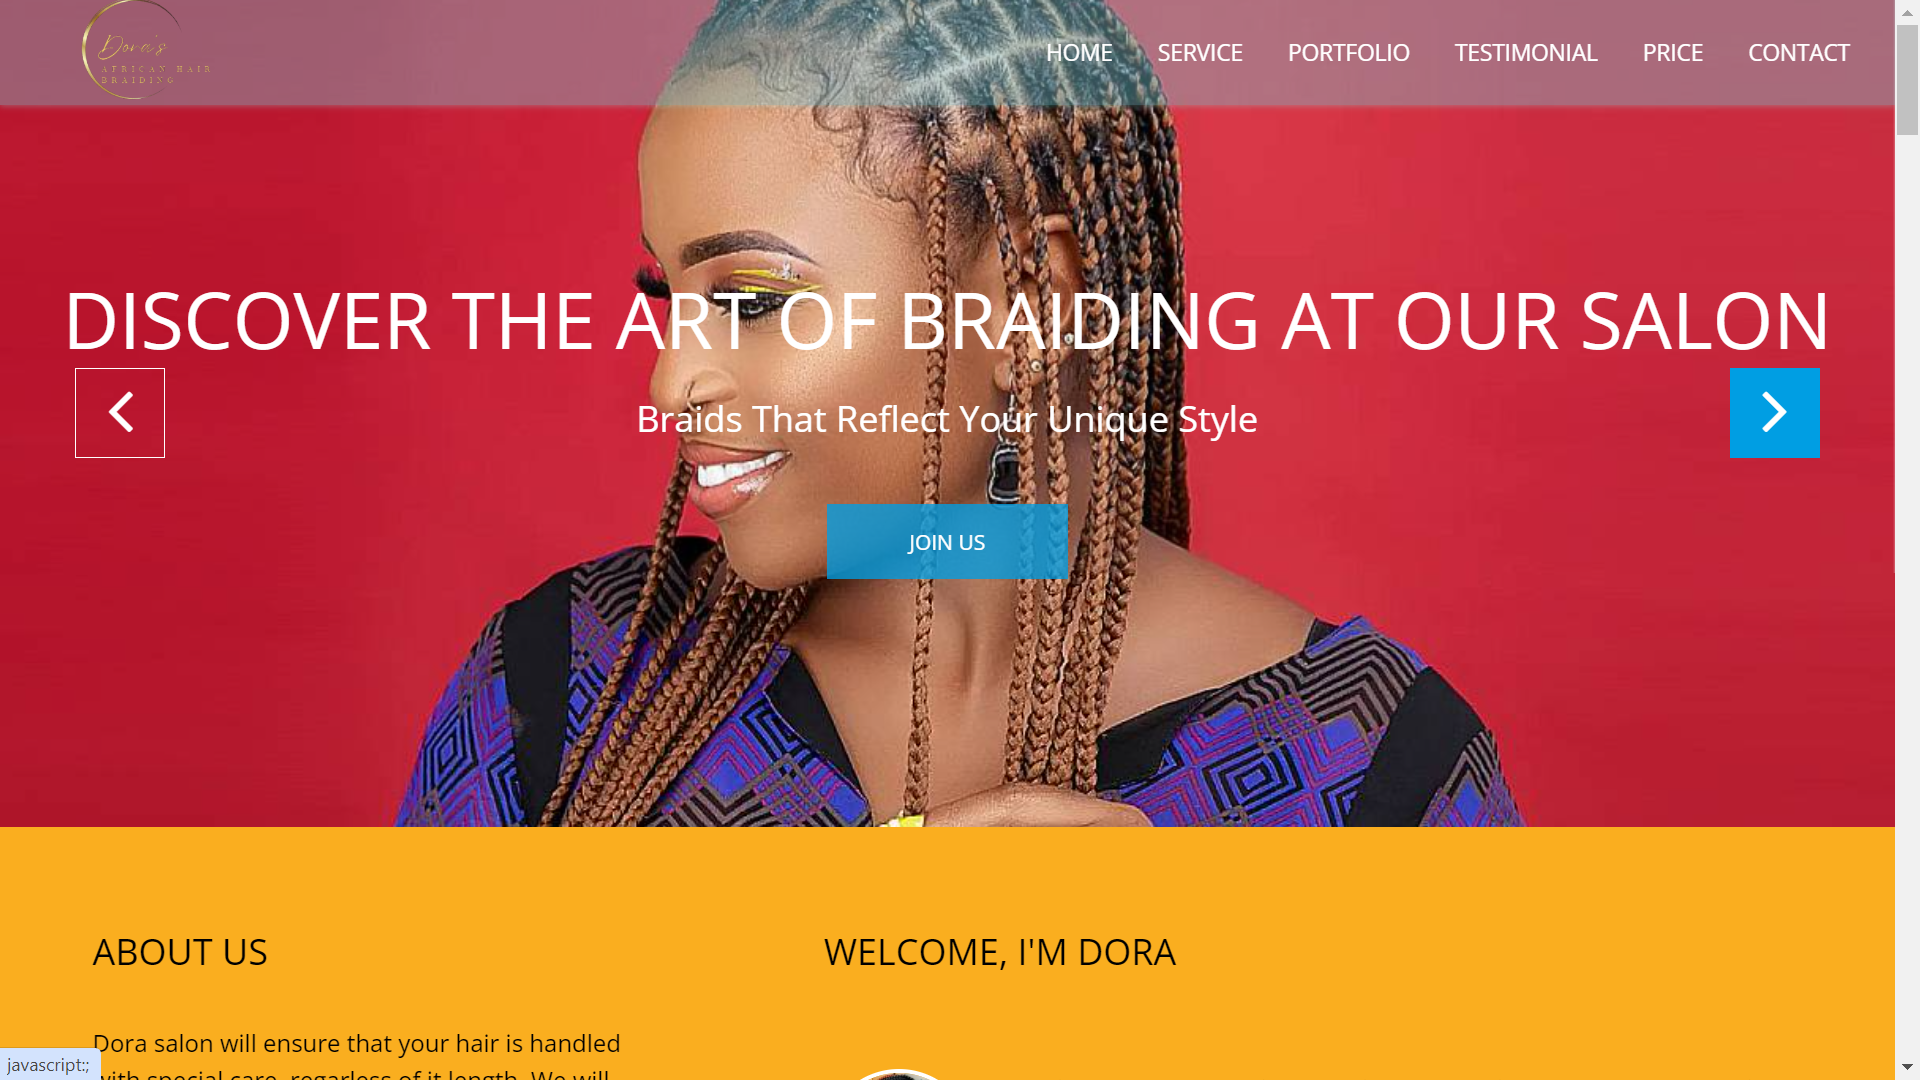 Dora's
AFRICAN HAIR
BRAIDING
HOME SERVICE PORTFOLIO TESTIMONIAL PRICE CONTACT
DISCOVER THE ART OF BRAIDING AT OUR SALON
Braids That Reflect Your Unique Style
JOIN US
ABOUT US
WELCOME, I'M DORA
Dora salon will ensure that your hair is handled
with special care, regarless of it length. We will
javascript:;